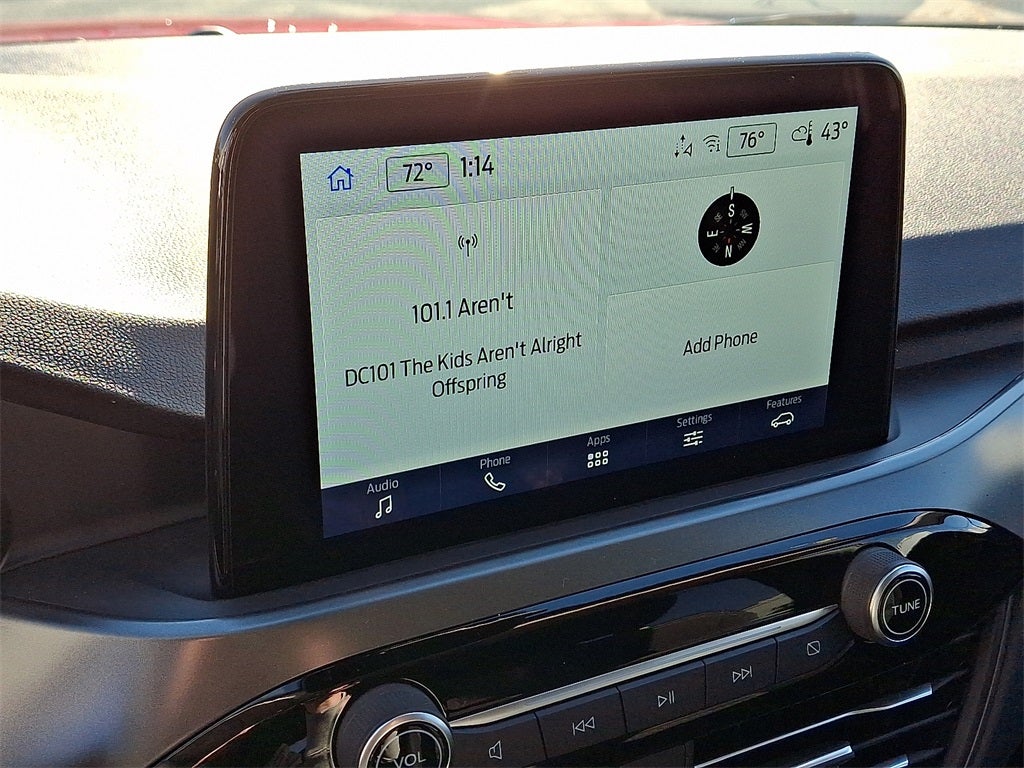 72° 1:14 76° 43°
S
E W
N
101.1 Aren't
DC101 The Kids Aren't Alright
Offspring
Add Phone
Audio Phone Apps Settings Features
TUNE
VOL